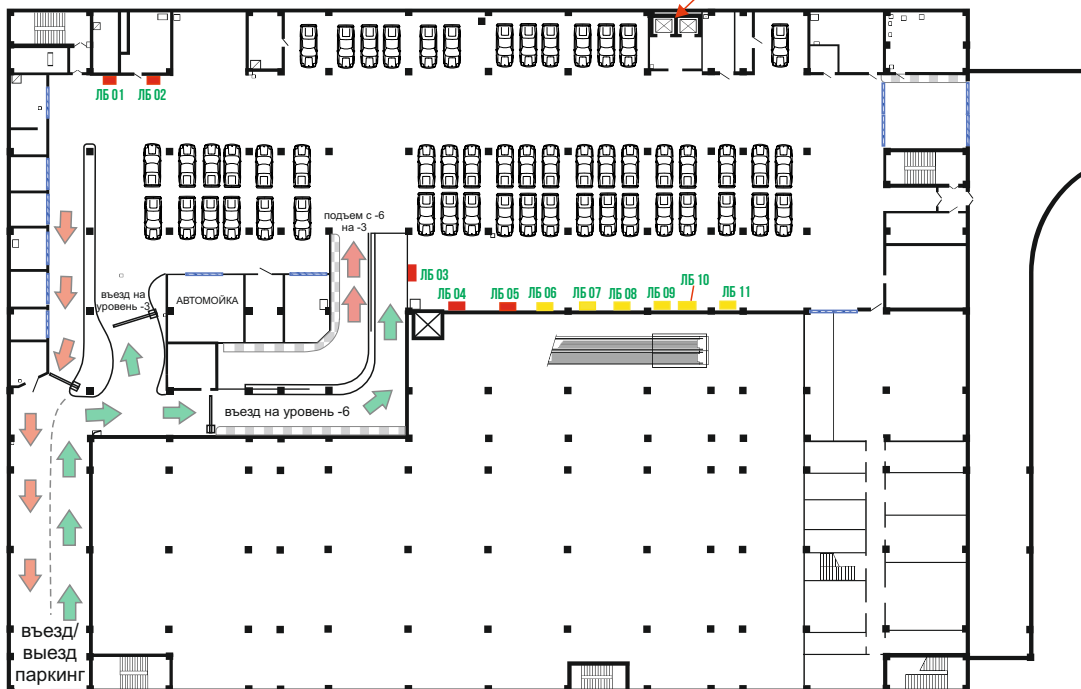 ЛБ 01
ЛБ 02
подъем с -6
на -3
ЛБ 03
въезд на
уровень -3
АВТОМОЙКА
ЛБ 04
ЛБ 05
ЛБ 06
ЛБ 07
ЛБ 08
ЛБ 09
ЛБ 10
ЛБ 11
въезд на уровень -6
въезд/
выезд
паркинг